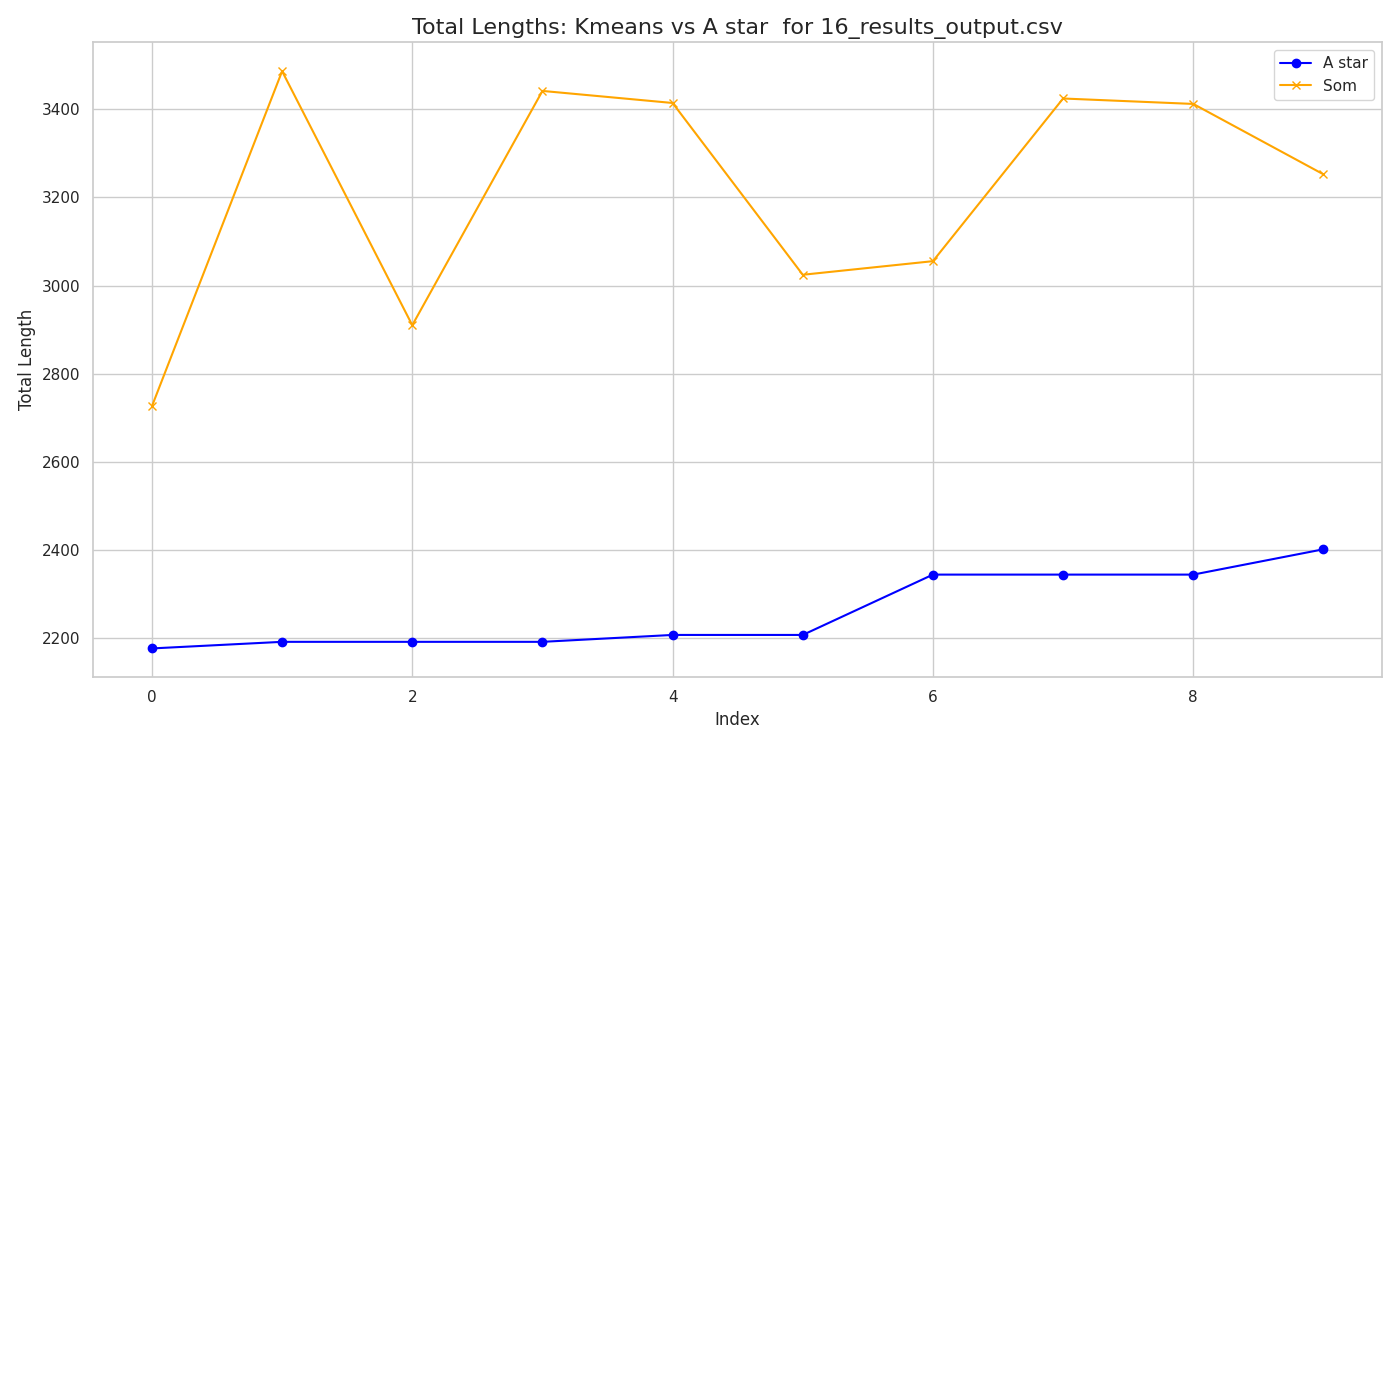 Total Lengths: Kmeans vs A star  for 16_results_output.csv
A star
Som
3400
3200
3000
2800
2600
2400
2200
Total Length
0 2 4 6 8
Index